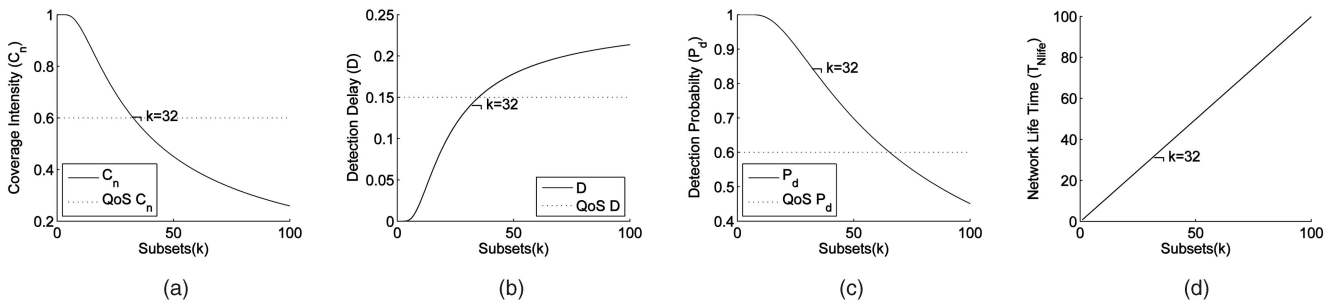 Coverage Intensity (C_n)
1
0.8
0.6
0.4
0.2
k=32
C_n
QoS C_n
0
50
100
Subsets(k)
(a)
Detection Delay (D)
0.25
0.2
0.15
0.1
0.05
0
k=32
D
QoS D
0
50
100
Subsets(k)
(b)
Detection Probabilty (P_d)
1
0.9
0.8
0.7
0.6
0.5
0.4
k=32
P_d
QoS P_d
0
50
100
Subsets(k)
(c)
Network Life Time (T_Nlife)
100
80
60
40
20
0
k=32
0
50
100
Subsets(k)
(d)